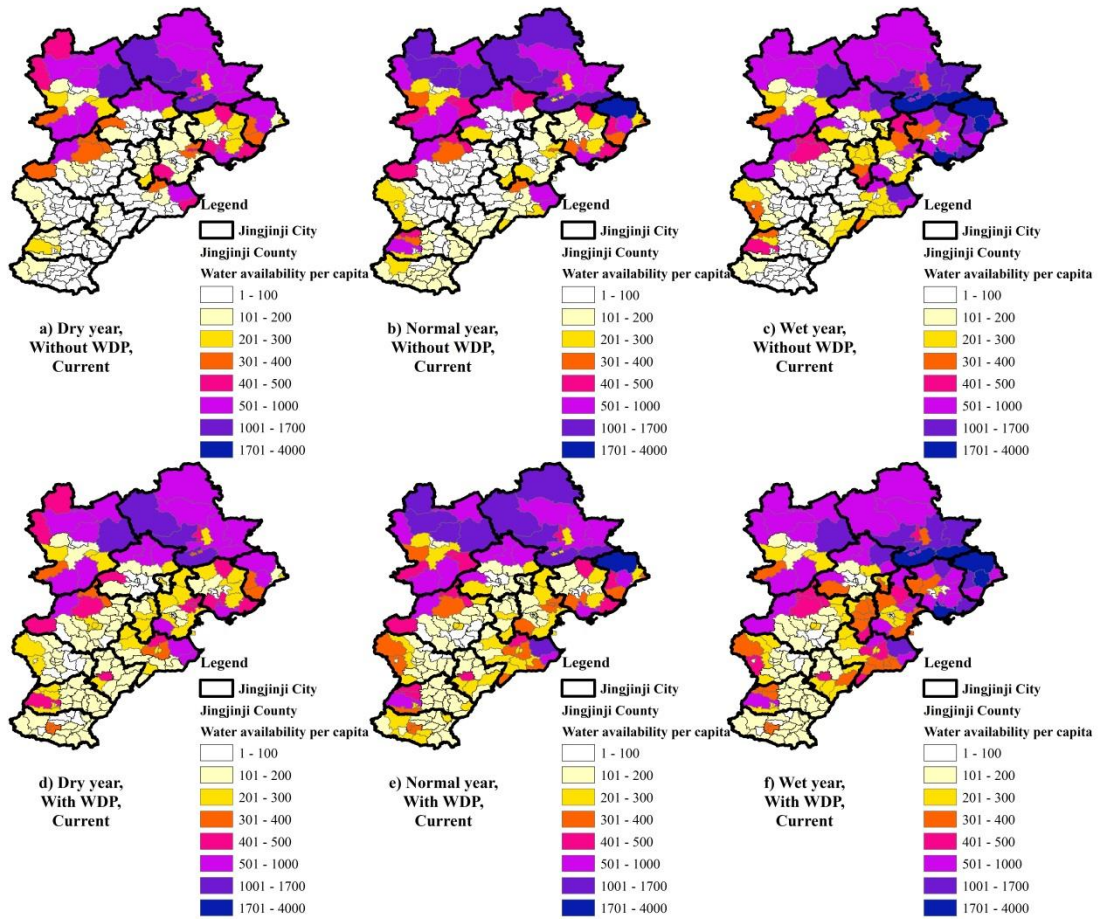 Legend
Jingjinji City
Jingjinji County
Water availability per capita
1 - 100
101 - 200
201 - 300
301 - 400
401 - 500
501 - 1000
1001 - 1700
1701 - 4000
a) Dry year,
Without WDP,
Current
Legend
Jingjinji City
Jingjinji County
Water availability per capita
1 - 100
101 - 200
201 - 300
301 - 400
401 - 500
501 - 1000
1001 - 1700
1701 - 4000
b) Normal year,
Without WDP,
Current
Legend
Jingjinji City
Jingjinji County
Water availability per capita
1 - 100
101 - 200
201 - 300
301 - 400
401 - 500
501 - 1000
1001 - 1700
1701 - 4000
c) Wet year,
Without WDP,
Current
Legend
Jingjinji City
Jingjinji County
Water availability per capita
1 - 100
101 - 200
201 - 300
301 - 400
401 - 500
501 - 1000
1001 - 1700
1701 - 4000
d) Dry year,
With WDP,
Current
Legend
Jingjinji City
Jingjinji County
Water availability per capita
1 - 100
101 - 200
201 - 300
301 - 400
401 - 500
501 - 1000
1001 - 1700
1701 - 4000
e) Normal year,
With WDP,
Current
Legend
Jingjinji City
Jingjinji County
Water availability per capita
1 - 100
101 - 200
201 - 300
301 - 400
401 - 500
501 - 1000
1001 - 1700
1701 - 4000
f) Wet year,
With WDP,
Current